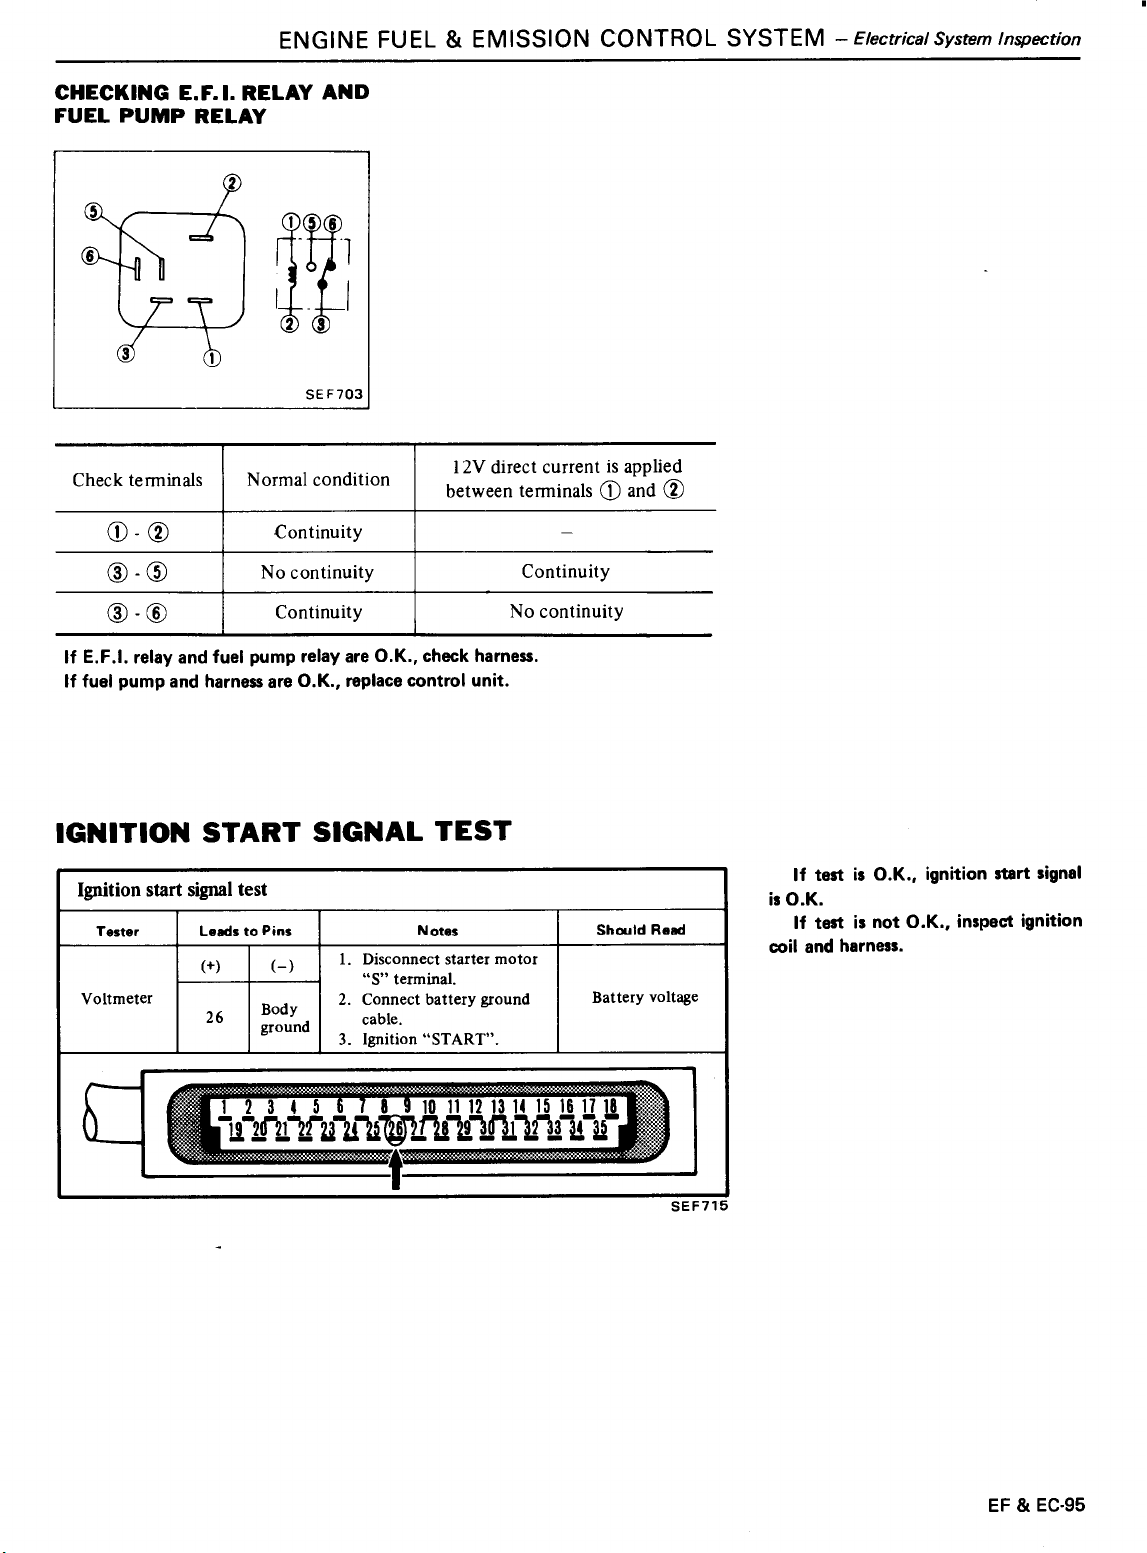 ENGINE FUEL & EMISSION CONTROL SYSTEM – Electrical System Inspection
CHECKING E.F.I. RELAY AND
FUEL PUMP RELAY
②
⑤
①⑤⑥
⑥
② ③
③
①
SEF703
Check terminals
Normal condition
12V direct current is applied
between terminals ① and ②
① - ②
Continuity
–
③ - ⑤
No continuity
Continuity
③ - ⑥
Continuity
No continuity
If E.F.I. relay and fuel pump relay are O.K., check harness.
If fuel pump and harness are O.K., replace control unit.
IGNITION START SIGNAL TEST
Ignition start signal test
Tester
Leads to Pins
Notes
Should Read
Voltmeter
(+)
(–)
26
Body
ground
1. Disconnect starter motor
“S” terminal.
2. Connect battery ground
cable.
3. Ignition “START”.
Battery voltage
1 2 3 4 5 6 7 8 9 10 11 12 13 14 15 16 17 18
19 20 21 22 23 24 25 26 27 28 29 30 31 32 33 34 35
SEF715
If test is O.K., ignition start signal
is O.K.
If test is not O.K., inspect ignition
coil and harness.
EF & EC-95